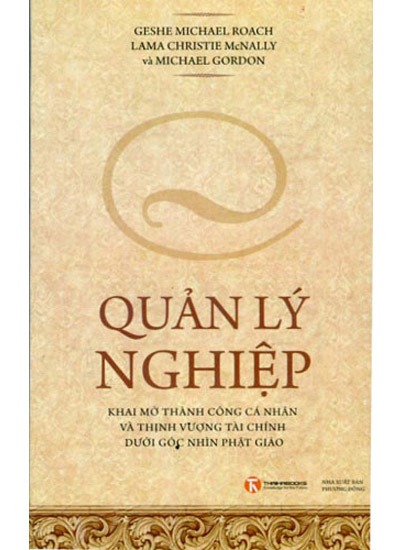 GESHE MICHAEL ROACH
LAMA CHRISTIE McNALLY
và MICHAEL GORDON
QUẢN LÝ
NGHIỆP
KHAI MỞ THÀNH CÔNG CÁ NHÂN
VÀ THỊNH VƯỢNG TÀI CHÍNH
DƯỚI GÓC NHÌN PHẬT GIÁO
THAIHABOOKS
NHÀ XUẤT BẢN
PHƯƠNG ĐÔNG